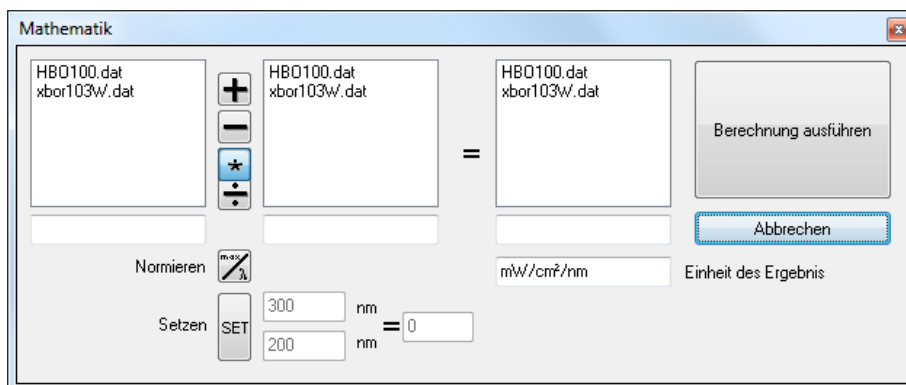 Mathematik
HBO100.dat
xbor103W.dat
+
−
*
÷
HBO100.dat
xbor103W.dat
=
HBO100.dat
xbor103W.dat
Berechnung ausführen
Abbrechen
Normieren
max/λ
mW/cm²/nm
Einheit des Ergebnis
Setzen
SET
300 nm
200 nm
= 0